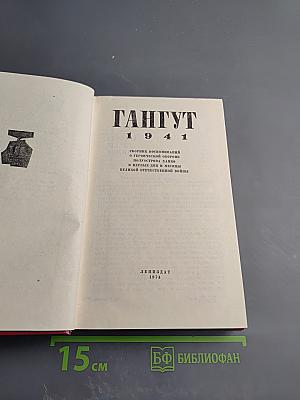 ГАНГУТ
1941
СБОРНИК ВОСПОМИНАНИЙ
О ГЕРОИЧЕСКОЙ ОБОРОНЕ
ПОЛУОСТРОВА ХАНКО
В ПЕРВЫЕ ДНИ И МЕСЯЦЫ
ВЕЛИКОЙ ОТЕЧЕСТВЕННОЙ ВОЙНЫ
ЛЕНИЗДАТ
1974
15 см
БФ БИБЛИОФАН